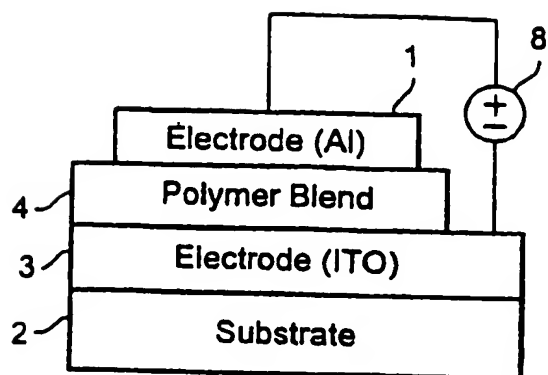 1
8
+
−
Electrode (Al)
4
Polymer Blend
3
Electrode (ITO)
2
Substrate